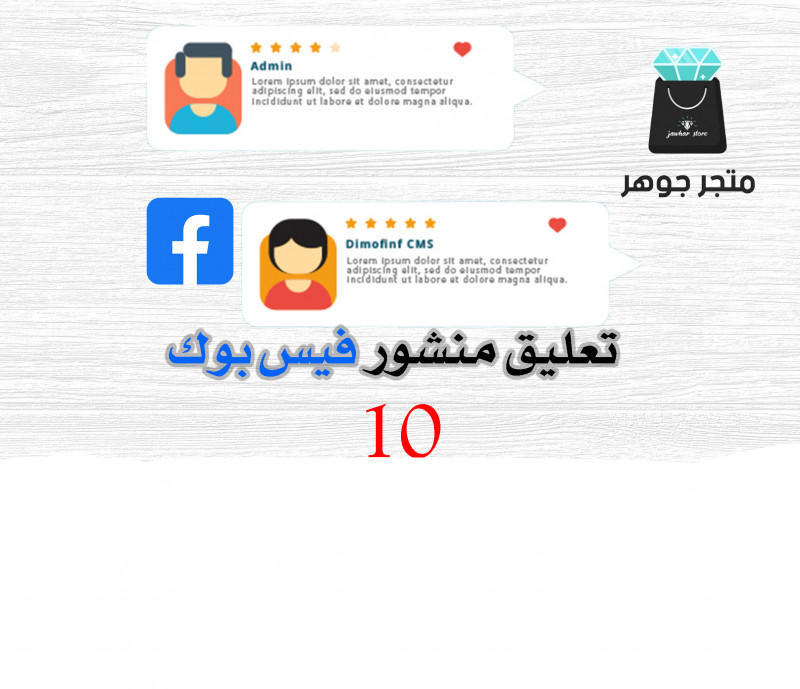 Admin
Lorem ipsum dolor sit amet, consectetur
adipiscing elit, sed do eiusmod tempor
incididunt ut labore et dolore magna aliqua.
jawhar store
متجر جوهر
f
Dimofinf CMS
Lorem ipsum dolor sit amet, consectetur
adipiscing elit, sed do eiusmod tempor
incididunt ut labore et dolore magna aliqua.
تعليق منشور فيس بوك
10